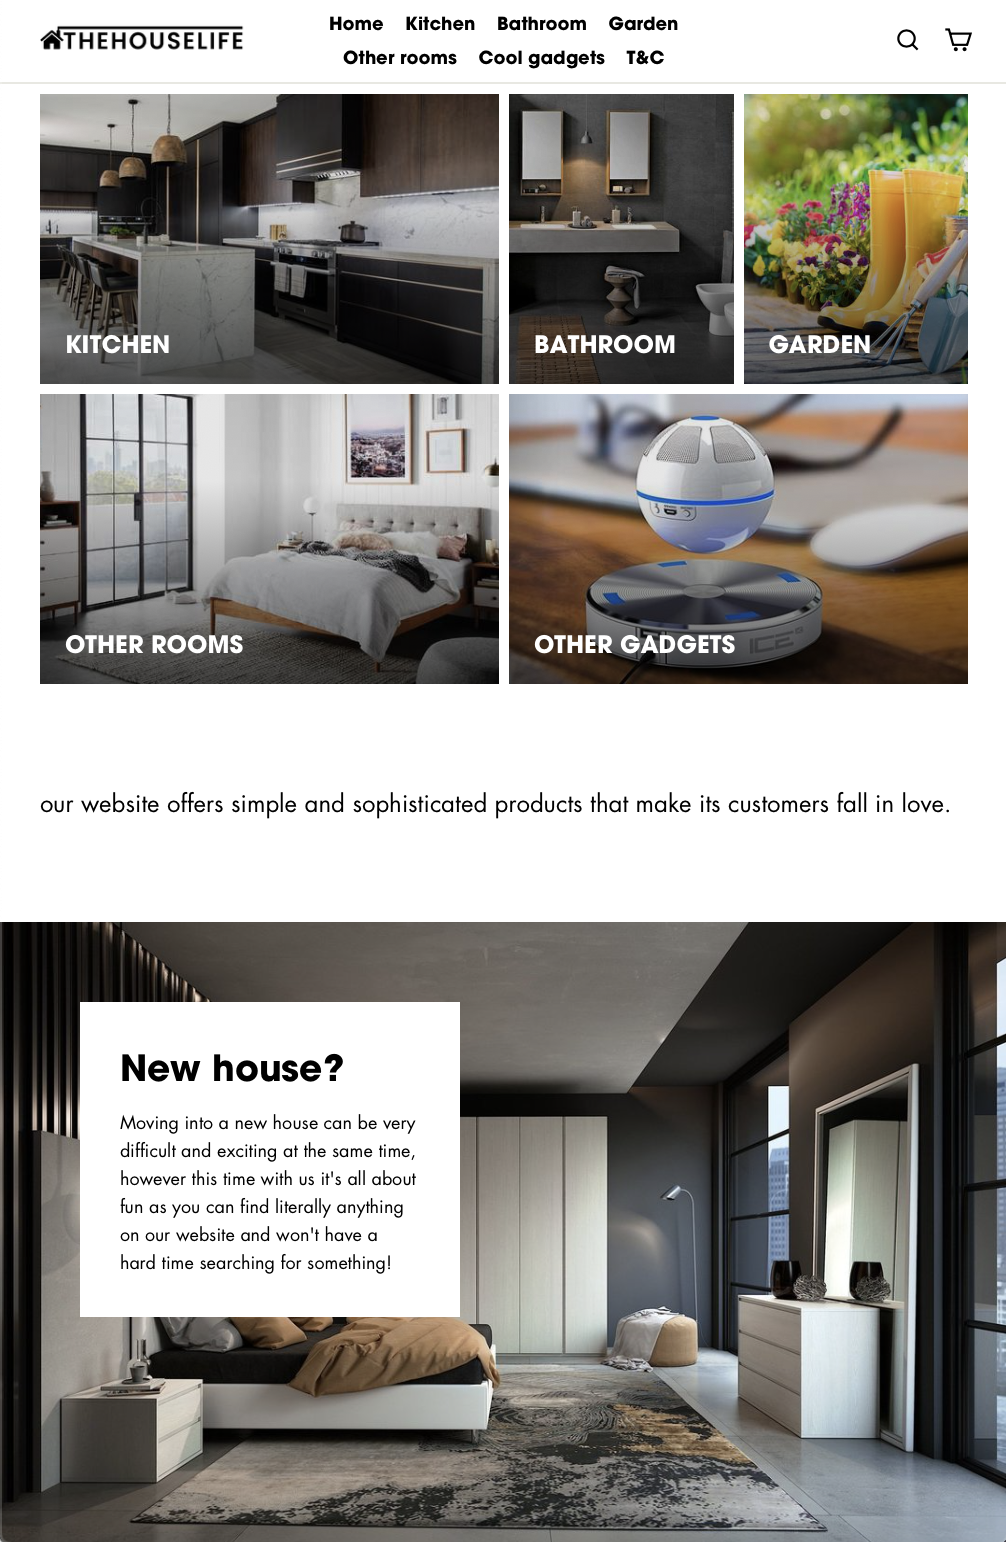 THEHOUSELIFE
Home Kitchen Bathroom Garden
Other rooms Cool gadgets T&C
KITCHEN
BATHROOM
GARDEN
OTHER ROOMS
OTHER GADGETS
ICE
our website offers simple and sophisticated products that make its customers fall in love.
New house?
Moving into a new house can be very
difficult and exciting at the same time,
however this time with us it's all about
fun as you can find literally anything
on our website and won't have a
hard time searching for something!